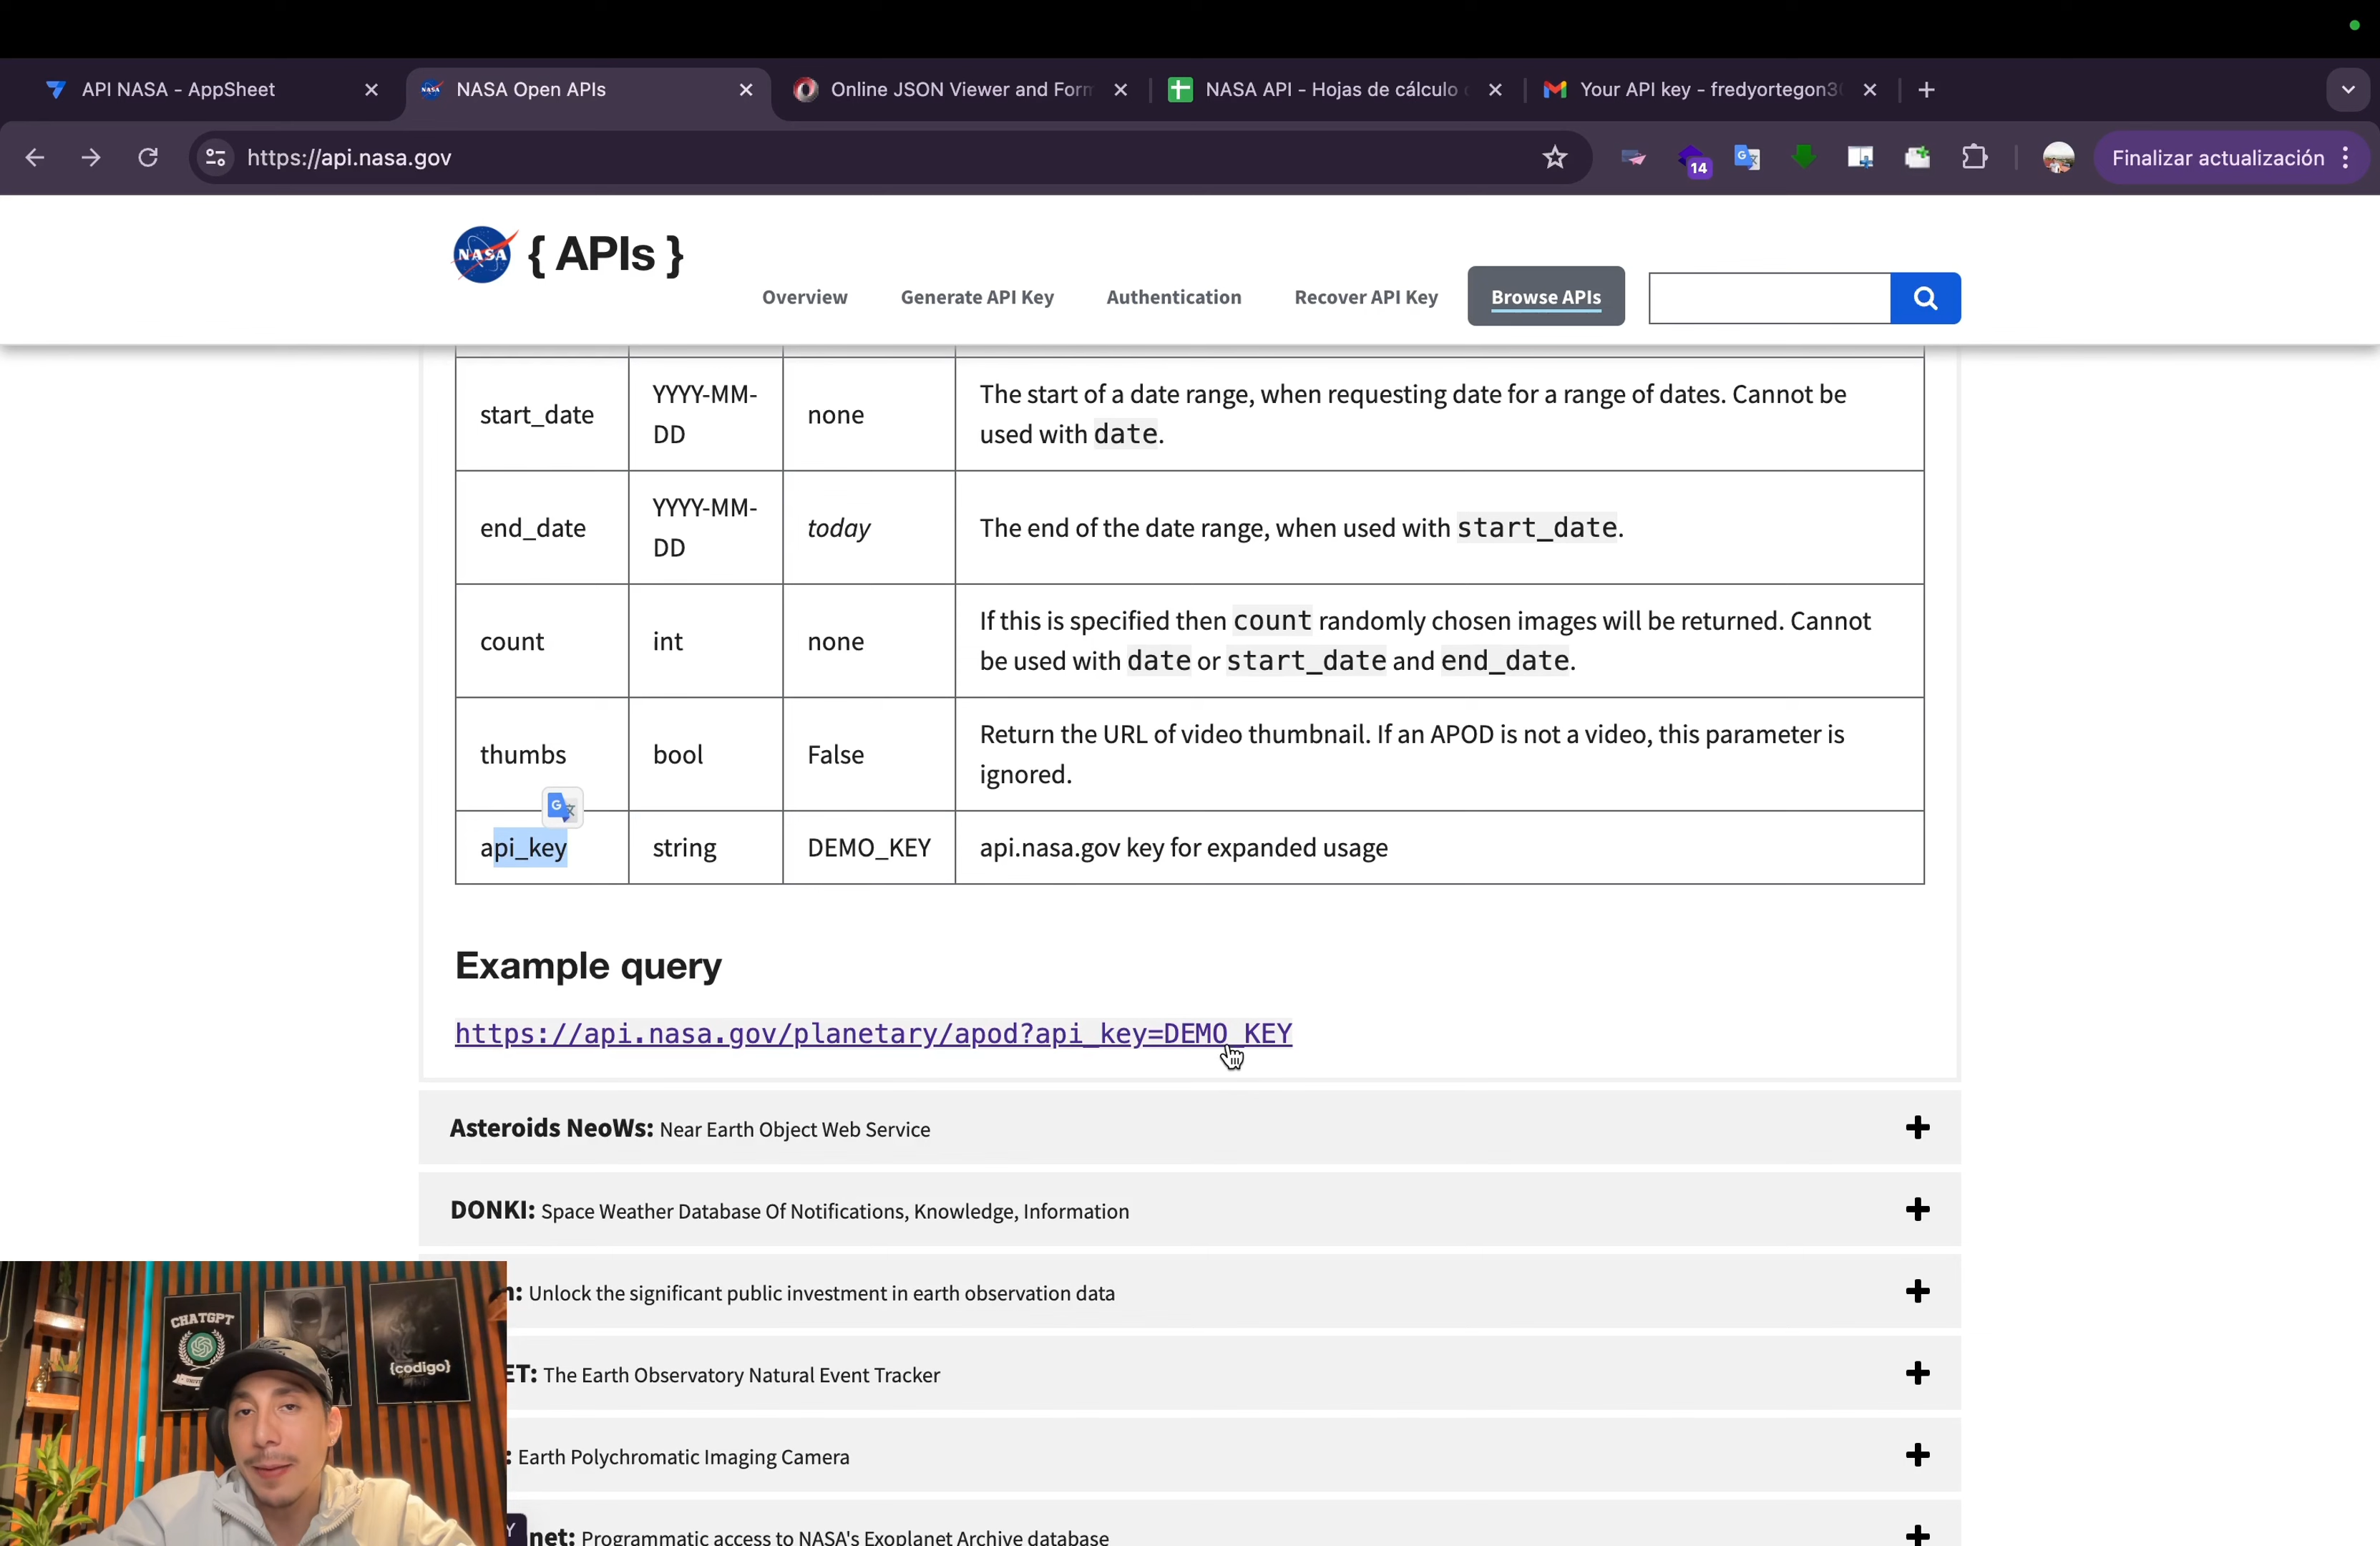 API NASA - AppSheet
NASA Open APIs
Online JSON Viewer and Form
NASA API - Hojas de cálculo
Your API key - fredyortegon3
https://api.nasa.gov
14
Finalizar actualización
NASA { APIs }
Overview
Generate API Key
Authentication
Recover API Key
Browse APIs
start_date
YYYY-MM-
DD
none
The start of a date range, when requesting date for a range of dates. Cannot be
used with date.
end_date
YYYY-MM-
DD
today
The end of the date range, when used with start_date.
count
int
none
If this is specified then count randomly chosen images will be returned. Cannot
be used with date or start_date and end_date.
thumbs
bool
False
Return the URL of video thumbnail. If an APOD is not a video, this parameter is
ignored.
api_key
string
DEMO_KEY
api.nasa.gov key for expanded usage
Example query
https://api.nasa.gov/planetary/apod?api_key=DEMO_KEY
Asteroids NeoWs: Near Earth Object Web Service
DONKI: Space Weather Database Of Notifications, Knowledge, Information
Unlock the significant public investment in earth observation data
ET: The Earth Observatory Natural Event Tracker
: Earth Polychromatic Imaging Camera
net: Programmatic access to NASA's Exoplanet Archive database
CHATGPT
{codigo}